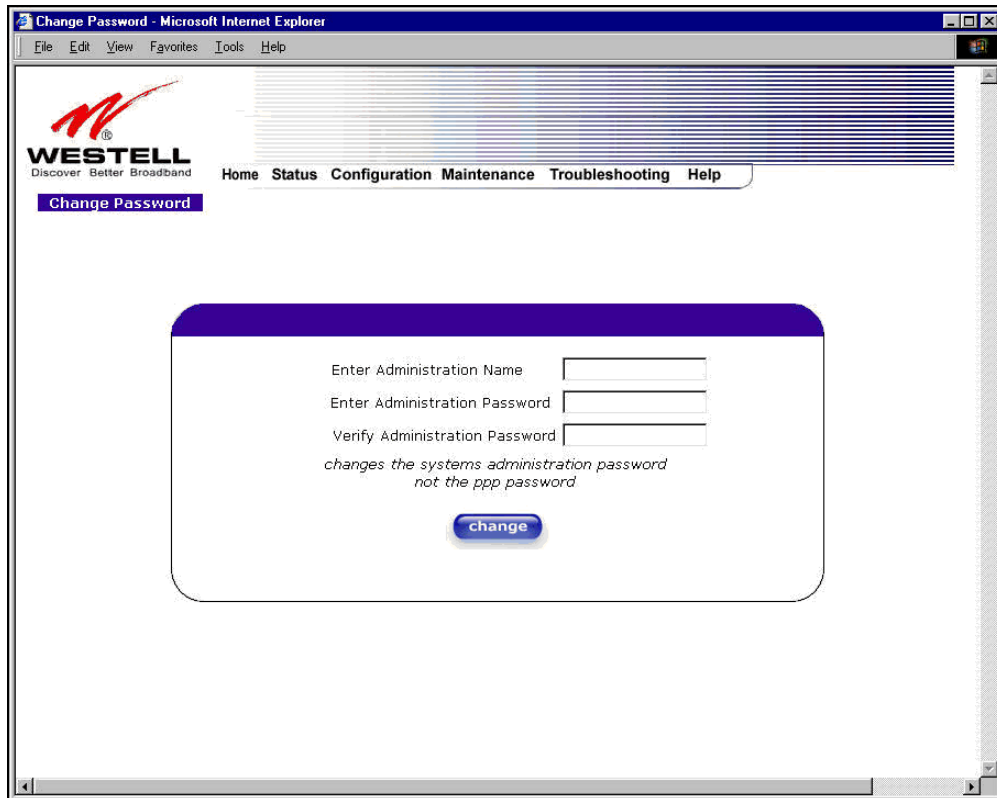 Change Password - Microsoft Internet Explorer
File Edit View Favorites Tools Help
®
WESTELL
Discover Better Broadband
Home Status Configuration Maintenance Troubleshooting Help
Change Password
Enter Administration Name
Enter Administration Password
Verify Administration Password
changes the systems administration password
not the ppp password
change